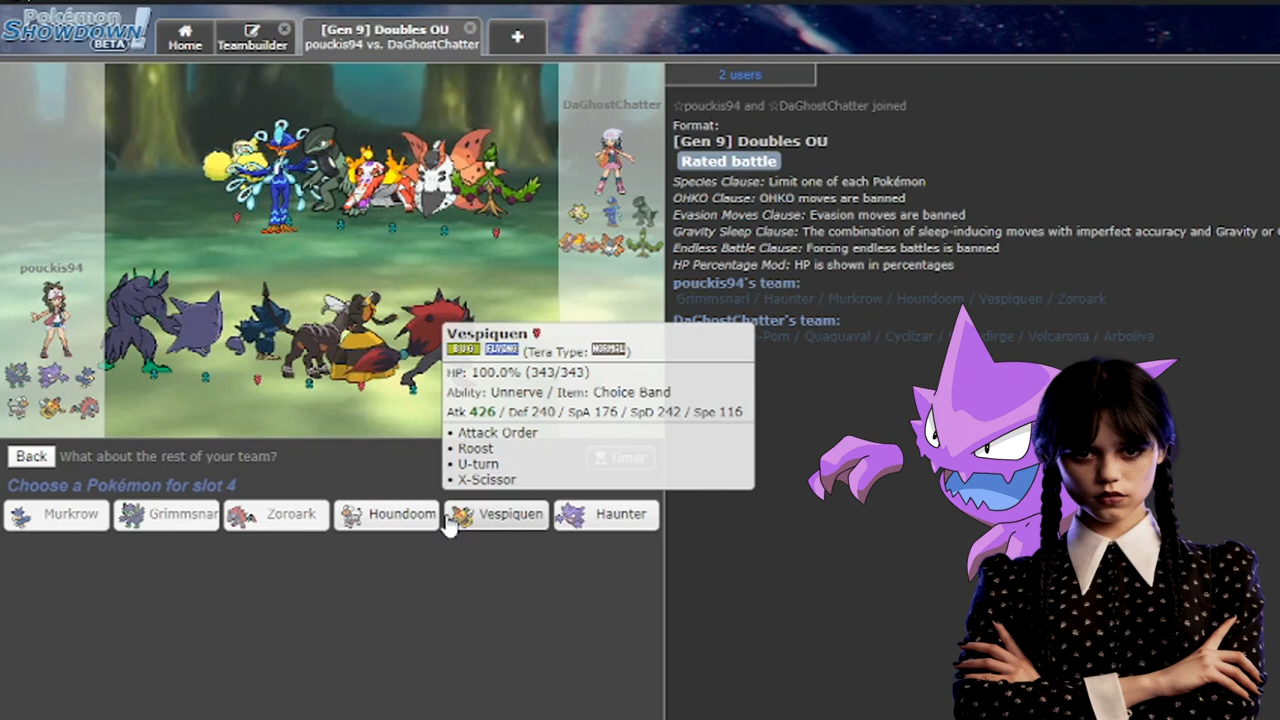 Pokémon
SHOWDOWN!
BETA
Home
Teambuilder
[Gen 9] Doubles OU
pouckis94 vs. DaGhostChatter
+
2 users
DaGhostChatter
pouckis94
☆pouckis94 and ☆DaGhostChatter joined
Format:
[Gen 9] Doubles OU
Rated battle
Species Clause: Limit one of each Pokémon
OHKO Clause: OHKO moves are banned
Evasion Moves Clause: Evasion moves are banned
Gravity Sleep Clause: The combination of sleep-inducing moves with imperfect accuracy and Gravity or
Endless Battle Clause: Forcing endless battles is banned
HP Percentage Mod: HP is shown in percentages
pouckis94's team:
Grimmsnarl / Haunter / Murkrow / Houndoom / Vespiquen / Zoroark
DaGhostChatter's team:
-Pom / Quaquaval / Cyclizar / dirge / Volcarona / Arboliva
Vespiquen
BUG FLYING (Tera Type: NORMAL)
HP: 100.0% (343/343)
Ability: Unnerve / Item: Choice Band
Atk 426 / Def 240 / SpA 176 / SpD 242 / Spe 116
• Attack Order
• Roost
• U-turn
• X-Scissor
Back What about the rest of your team?
Timer
Choose a Pokémon for slot 4
Murkrow Grimmsnar Zoroark Houndoom Vespiquen Haunter